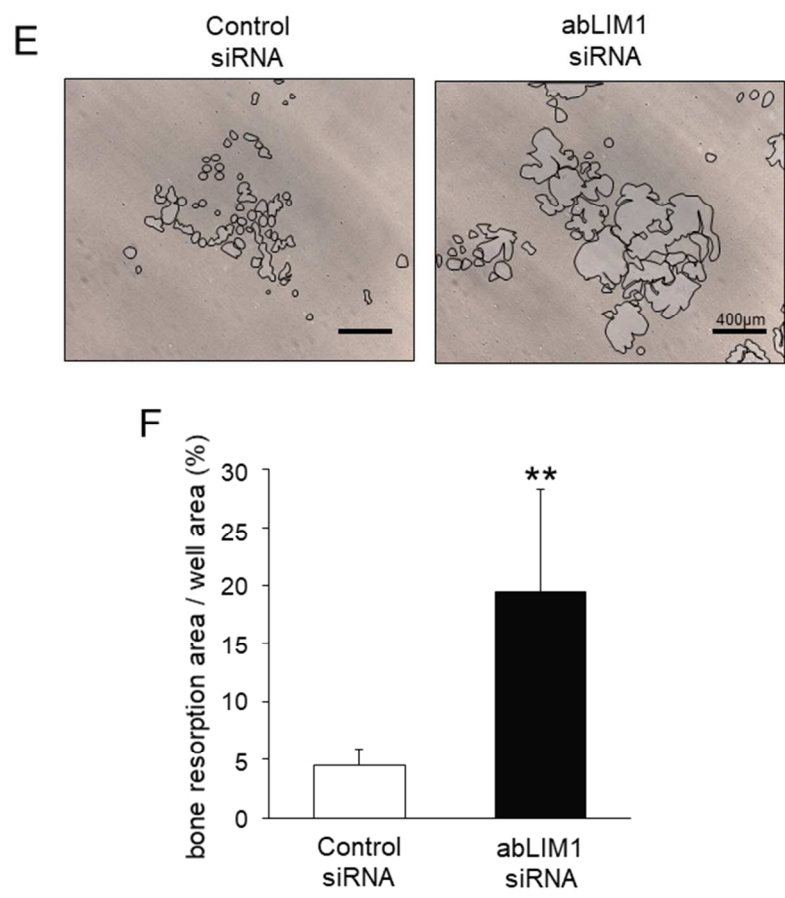 E
Control
siRNA
abLIM1
siRNA
400μm
F
bone resorption area / well area (%)
**
30
25
20
15
10
5
0
Control
siRNA
abLIM1
siRNA